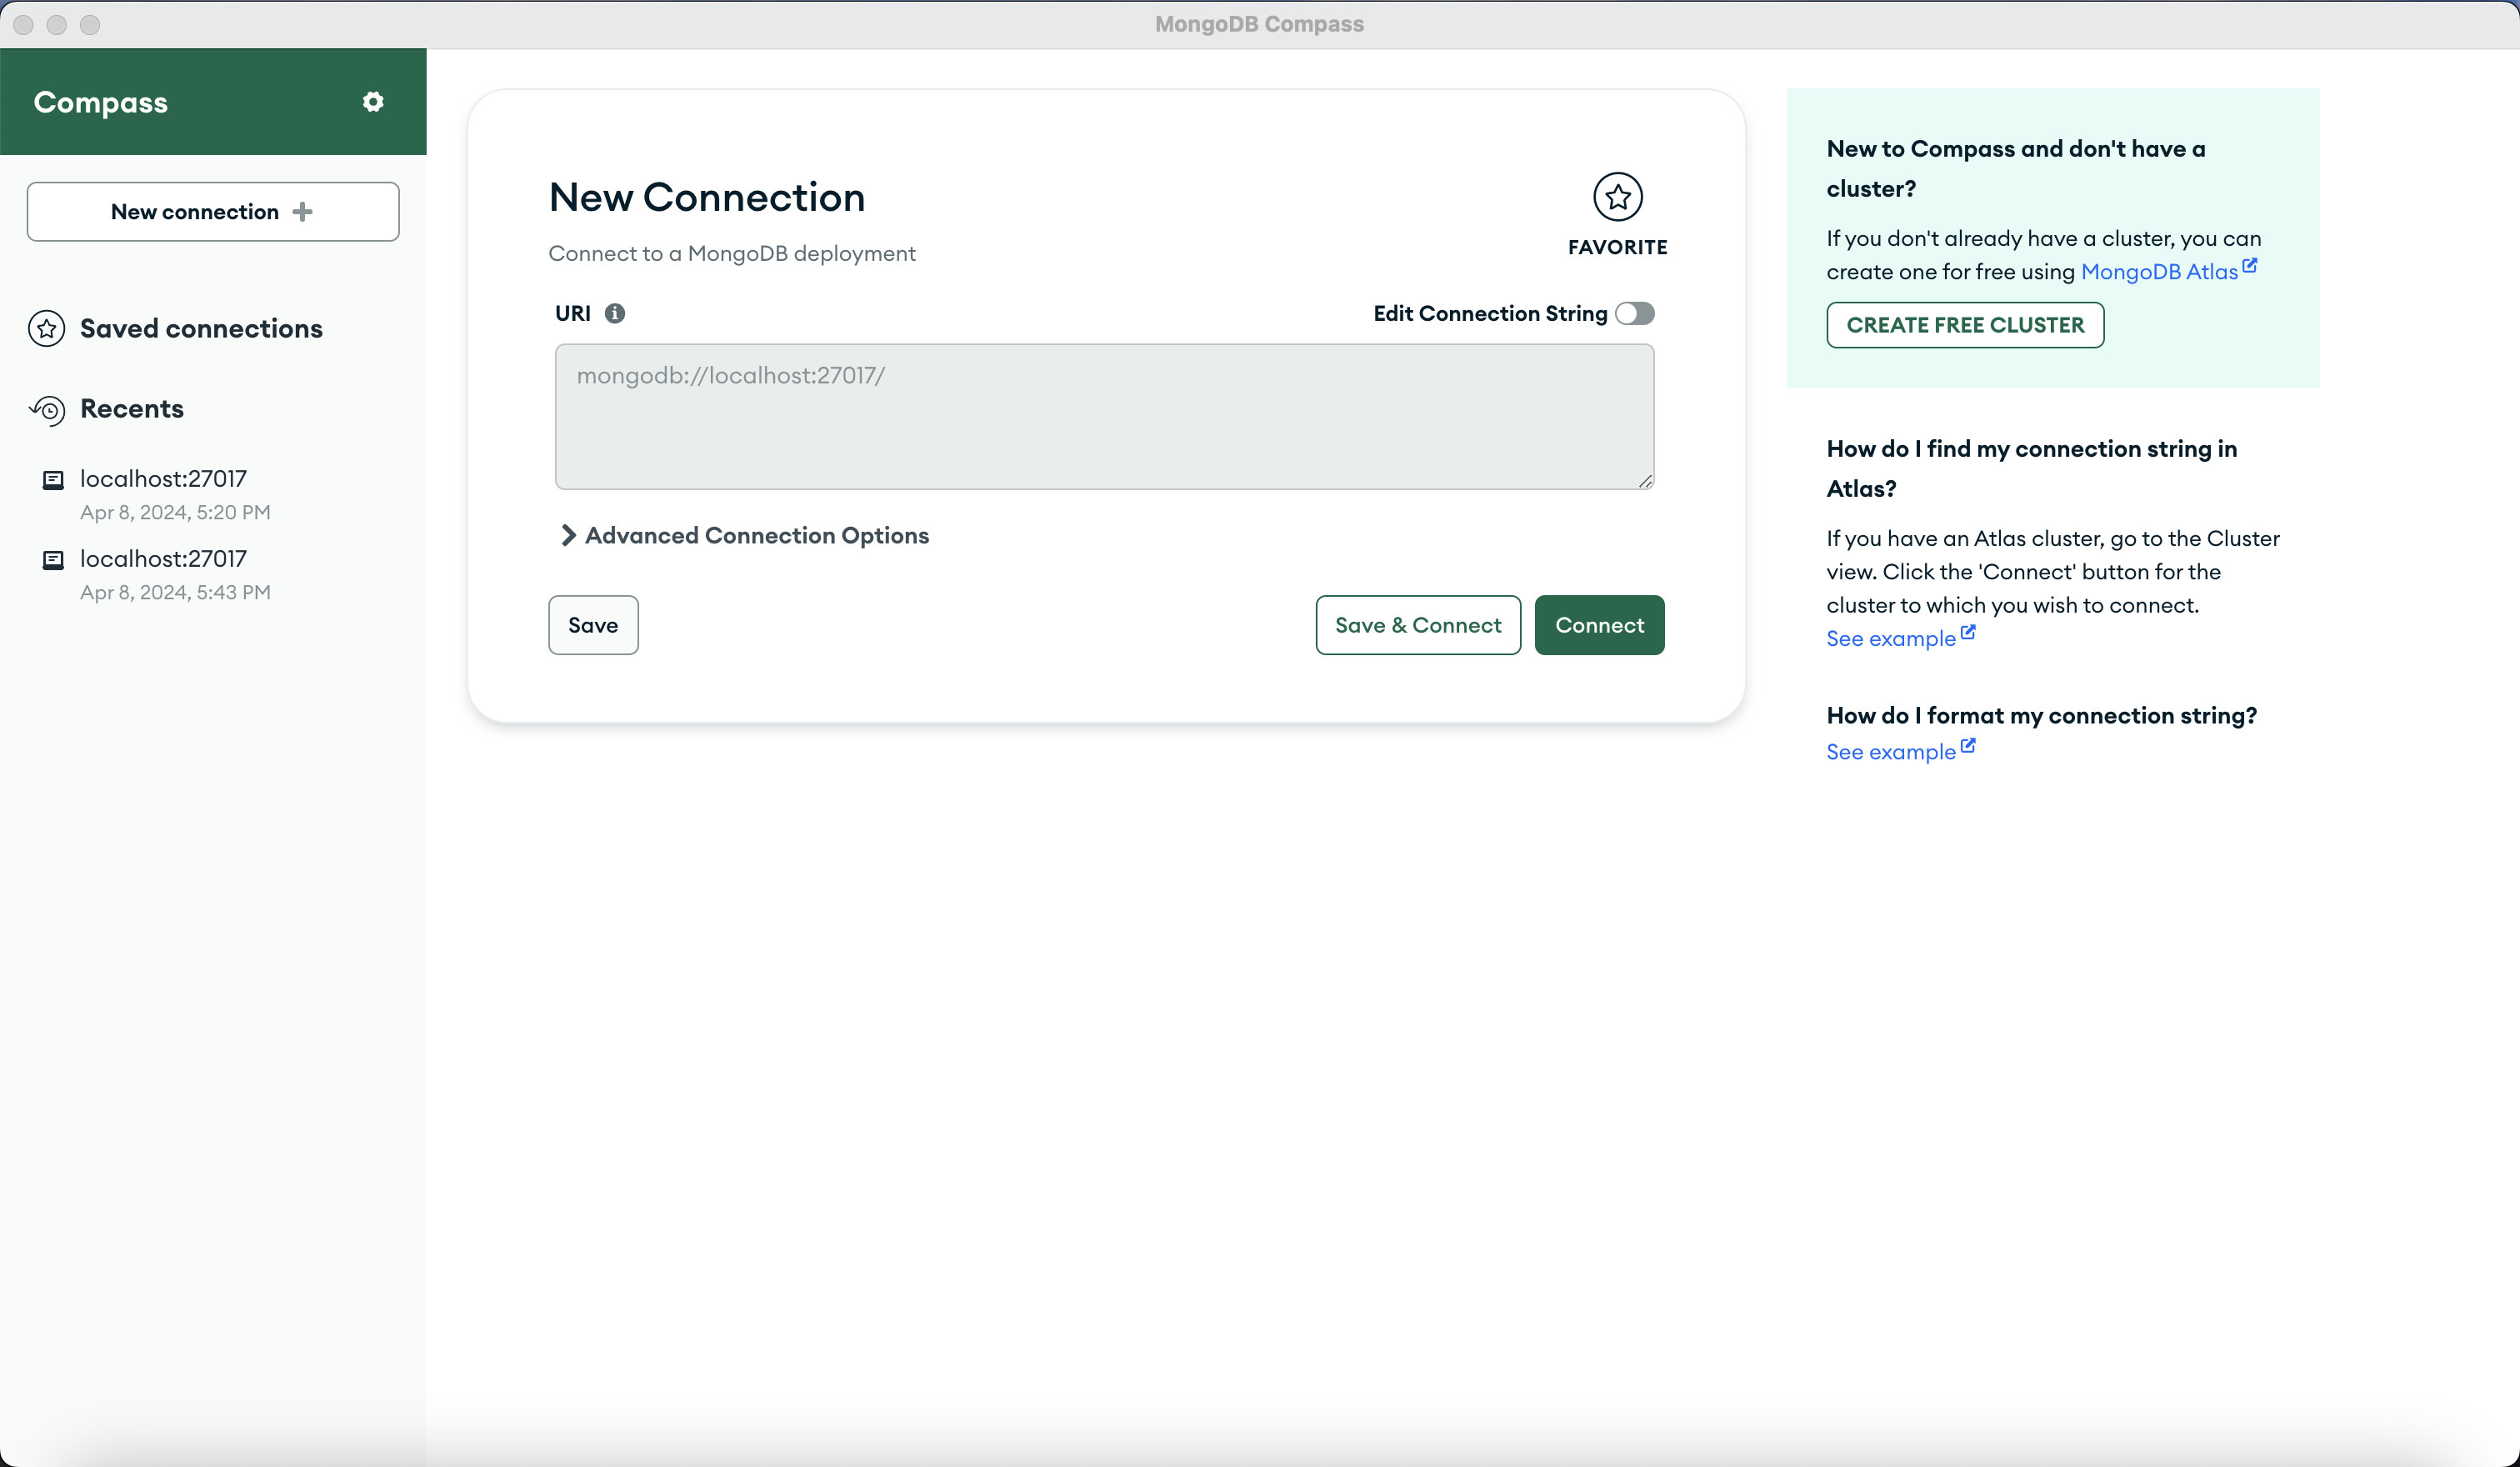 MongoDB Compass
Compass
New connection
Saved connections
Recents
localhost:27017
Apr 8, 2024, 5:20 PM
localhost:27017
Apr 8, 2024, 5:43 PM
New Connection
Connect to a MongoDB deployment
FAVORITE
URI
Edit Connection String
mongodb://localhost:27017/
Advanced Connection Options
Save
Save & Connect
Connect
New to Compass and don't have a
cluster?
If you don't already have a cluster, you can
create one for free using MongoDB Atlas
CREATE FREE CLUSTER
How do I find my connection string in
Atlas?
If you have an Atlas cluster, go to the Cluster
view. Click the 'Connect' button for the
cluster to which you wish to connect.
See example
How do I format my connection string?
See example